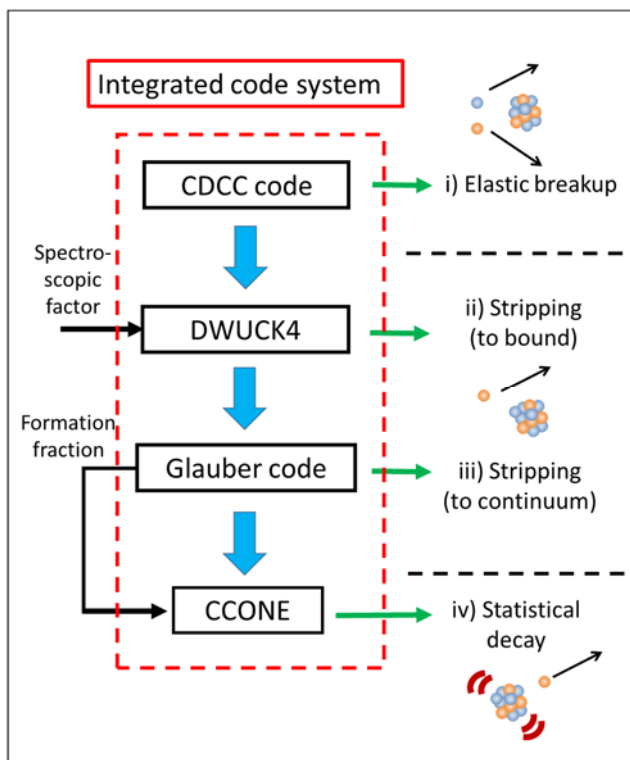 Integrated code system
CDCC code
i) Elastic breakup
Spectro-
scopic
factor
DWUCK4
ii) Stripping
(to bound)
Formation
fraction
Glauber code
iii) Stripping
(to continuum)
CCONE
iv) Statistical
decay